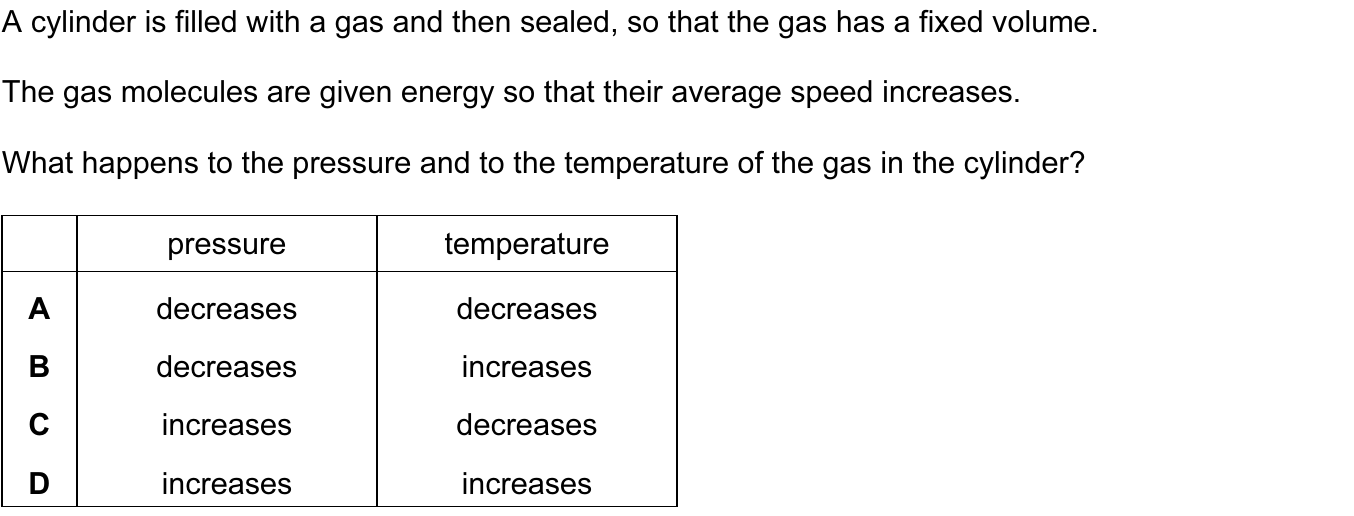 A cylinder is filled with a gas and then sealed, so that the gas has a fixed volume.
The gas molecules are given energy so that their average speed increases.
What happens to the pressure and to the temperature of the gas in the cylinder?
pressure temperature
A decreases decreases
B decreases increases
C increases decreases
D increases increases